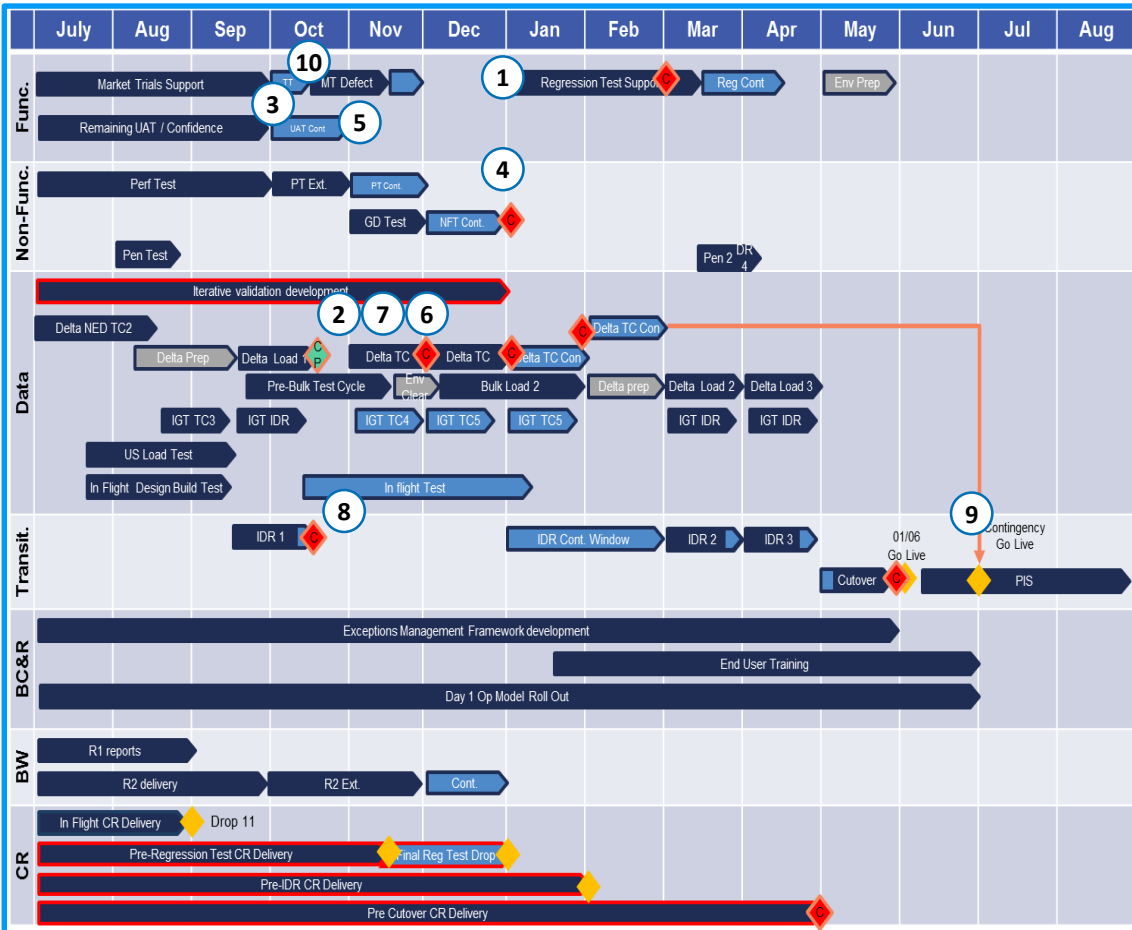 July Aug Sep Oct Nov Dec Jan Feb Mar Apr May Jun Jul Aug
Func.
10
Market Trials Support TT MT Defect 1 Regression Test Suppo C Reg Cont Env Prep
3
Remaining UAT / Confidence UAT Cont 5
Non-Func.
4
Perf Test PT Ext. PT Cont.
GD Test NFT Cont. C
Pen Test Pen 2 DR 4
Data
Iterative validation development
2 7 6
Delta NED TC2 C Delta TC Con
Delta Prep Delta Load 1 C P Delta TC C Delta TC C Delta TC Con
Pre-Bulk Test Cycle Env Clear Bulk Load 2 Delta prep Delta Load 2 Delta Load 3
IGT TC3 IGT IDR IGT TC4 IGT TC5 IGT TC5 IGT IDR IGT IDR
US Load Test
In Flight Design Build Test In flight Test
Transit.
8 9
IDR 1 C IDR Cont. Window IDR 2 IDR 3
01/06
Go Live
Contingency
Go Live
Cutover C PIS
BC&R
Exceptions Management Framework development
End User Training
Day 1 Op Model Roll Out
BW
R1 reports
R2 delivery R2 Ext. Cont.
CR
In Flight CR Delivery Drop 11
Pre-Regression Test CR Delivery Final Reg Test Drop
Pre-IDR CR Delivery
Pre Cutover CR Delivery C